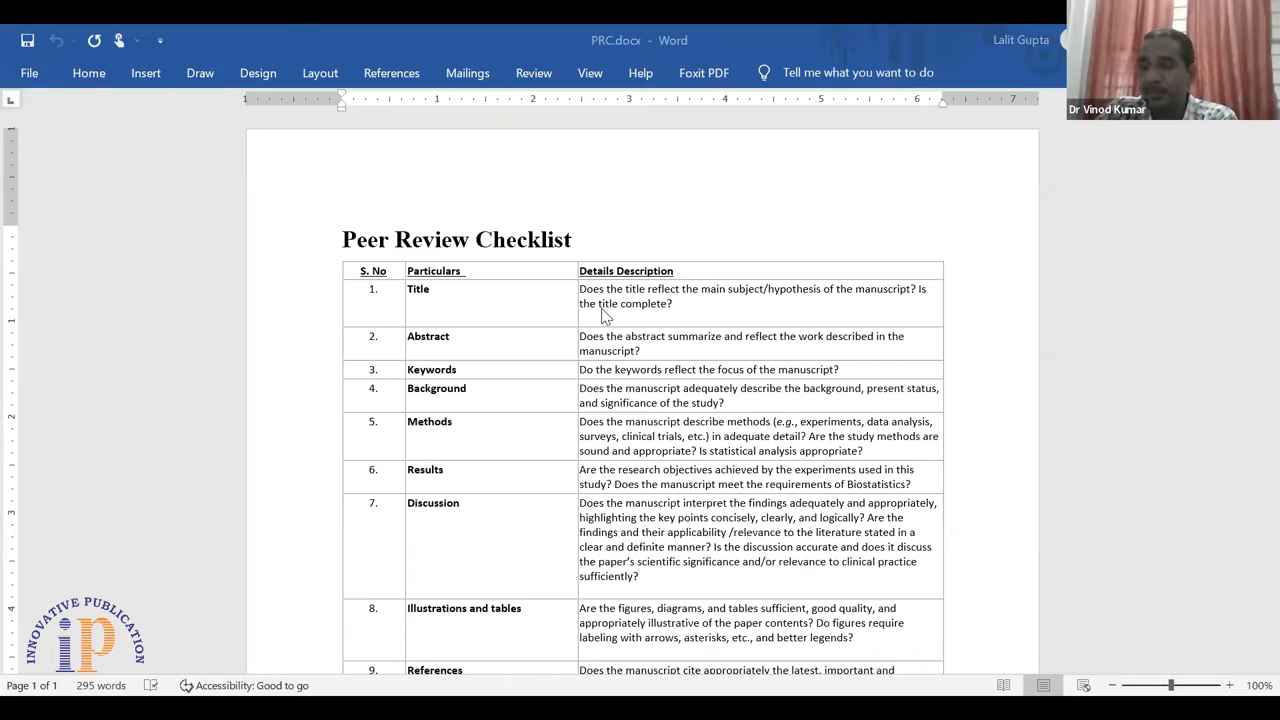 PRC.docx - Word
Lalit Gupta
File Home Insert Draw Design Layout References Mailings Review View Help Foxit PDF Tell me what you want to do
Dr Vinod Kumar
1 1 2 3 4 5 6 7
Peer Review Checklist
S. No Particulars Details Description
1. Title Does the title reflect the main subject/hypothesis of the manuscript? Is
the title complete?
2. Abstract Does the abstract summarize and reflect the work described in the
manuscript?
3. Keywords Do the keywords reflect the focus of the manuscript?
4. Background Does the manuscript adequately describe the background, present status,
and significance of the study?
5. Methods Does the manuscript describe methods (e.g., experiments, data analysis,
surveys, clinical trials, etc.) in adequate detail? Are the study methods are
sound and appropriate? Is statistical analysis appropriate?
6. Results Are the research objectives achieved by the experiments used in this
study? Does the manuscript meet the requirements of Biostatistics?
7. Discussion Does the manuscript interpret the findings adequately and appropriately,
highlighting the key points concisely, clearly, and logically? Are the
findings and their applicability /relevance to the literature stated in a
clear and definite manner? Is the discussion accurate and does it discuss
the paper's scientific significance and/or relevance to clinical practice
sufficiently?
8. Illustrations and tables Are the figures, diagrams, and tables sufficient, good quality, and
appropriately illustrative of the paper contents? Do figures require
labeling with arrows, asterisks, etc., and better legends?
9. References Does the manuscript cite appropriately the latest, important and
INNOVATIVE PUBLICATION
iP
Page 1 of 1 295 words Accessibility: Good to go 100%